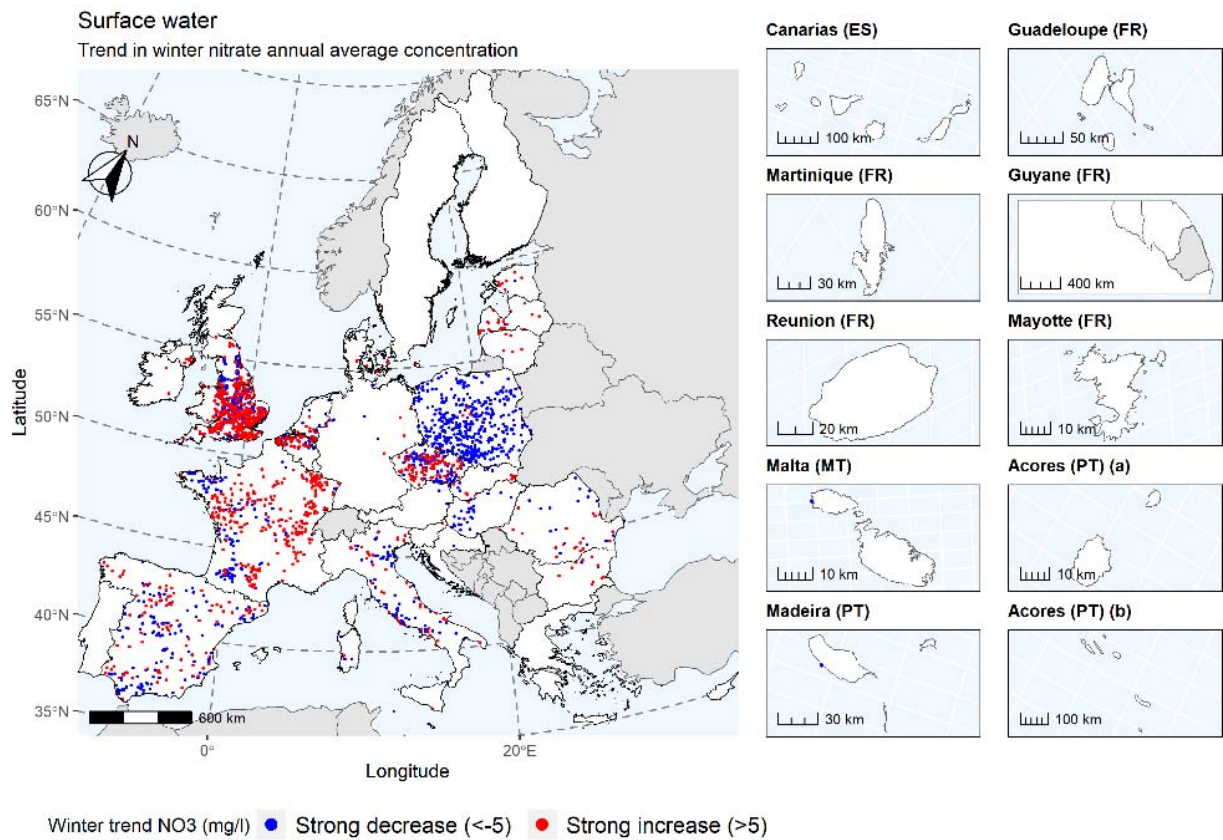 Surface water
Trend in winter nitrate annual average concentration
65°N
60°N
55°N
50°N
45°N
40°N
35°N
Latitude
N
600 km
0°
20°E
Longitude
Canarias (ES)
100 km
Guadeloupe (FR)
50 km
Martinique (FR)
30 km
Guyane (FR)
400 km
Reunion (FR)
20 km
Mayotte (FR)
10 km
Malta (MT)
10 km
Acores (PT) (a)
10 km
Madeira (PT)
30 km
Acores (PT) (b)
100 km
Winter trend NO3 (mg/l) Strong decrease (<-5) Strong increase (>5)